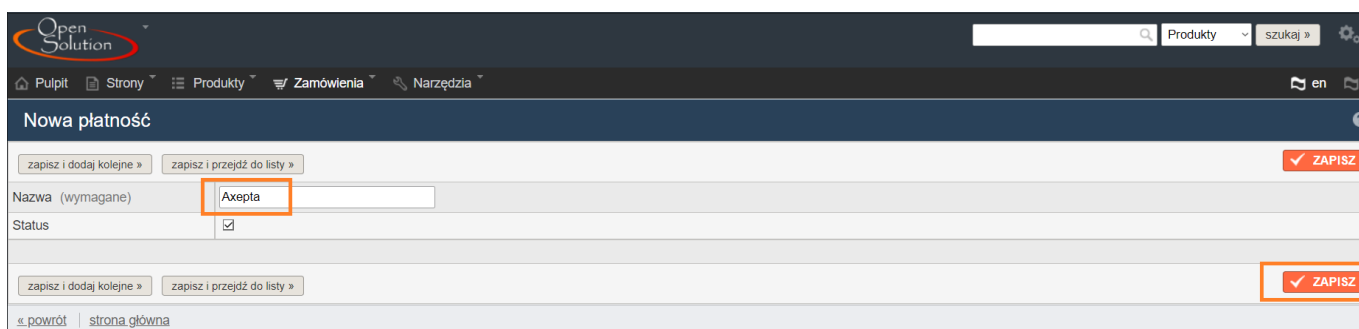 Open
Solution
Produkty szukaj »
Pulpit Strony Produkty Zamówienia Narzędzia en
Nowa płatność
zapisz i dodaj kolejne » zapisz i przejdź do listy » ZAPISZ
Nazwa (wymagane) Axepta
Status
zapisz i dodaj kolejne » zapisz i przejdź do listy » ZAPISZ
« powrót strona główna